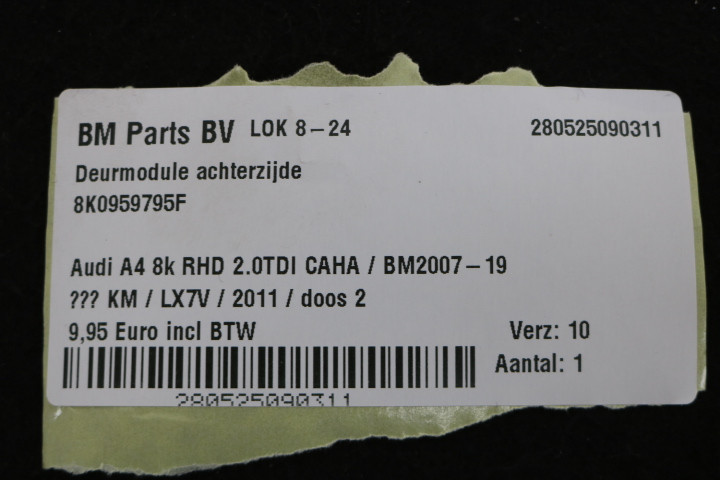 BM Parts BV LOK 8-24 280525090311
Deurmodule achterzijde
8K0959795F
Audi A4 8k RHD 2.0TDI CAHA / BM2007-19
??? KM / LX7V / 2011 / doos 2
9,95 Euro incl BTW Verz: 10
Aantal: 1
280525090311